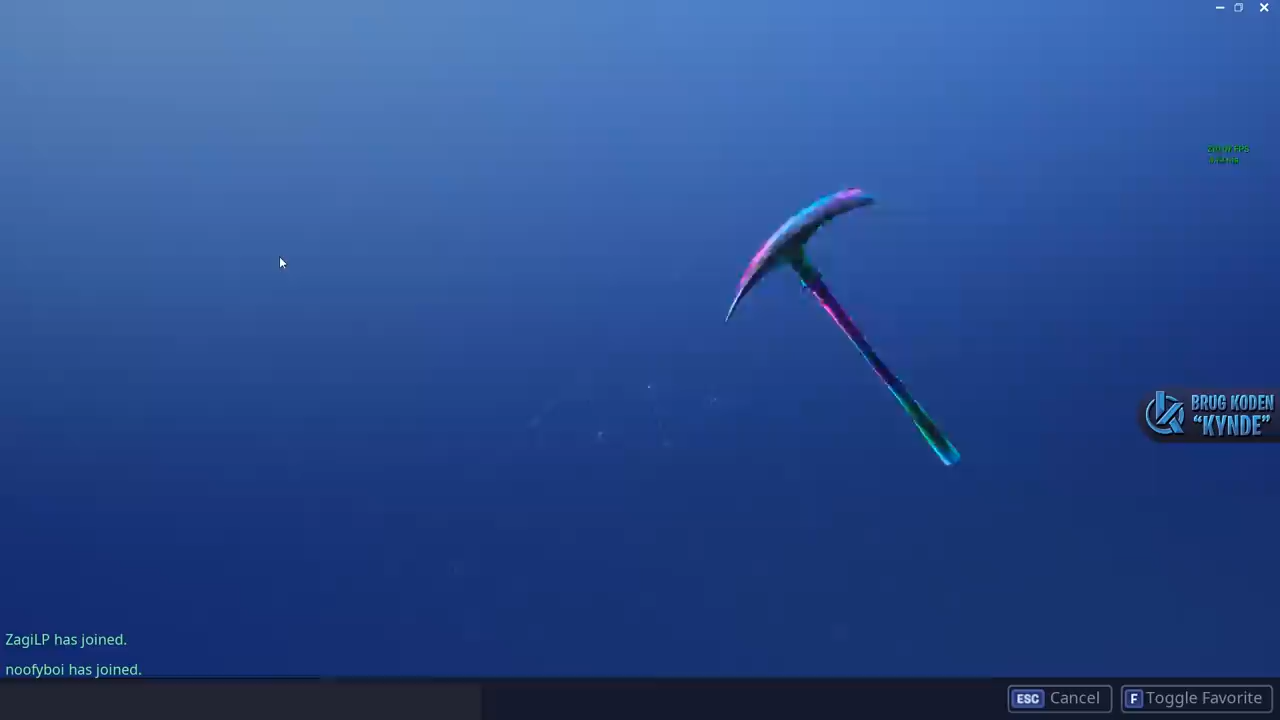 BRUG KODEN
"KYNDE"
ZagiLP has joined.
noofyboi has joined.
ESC Cancel
F Toggle Favorite